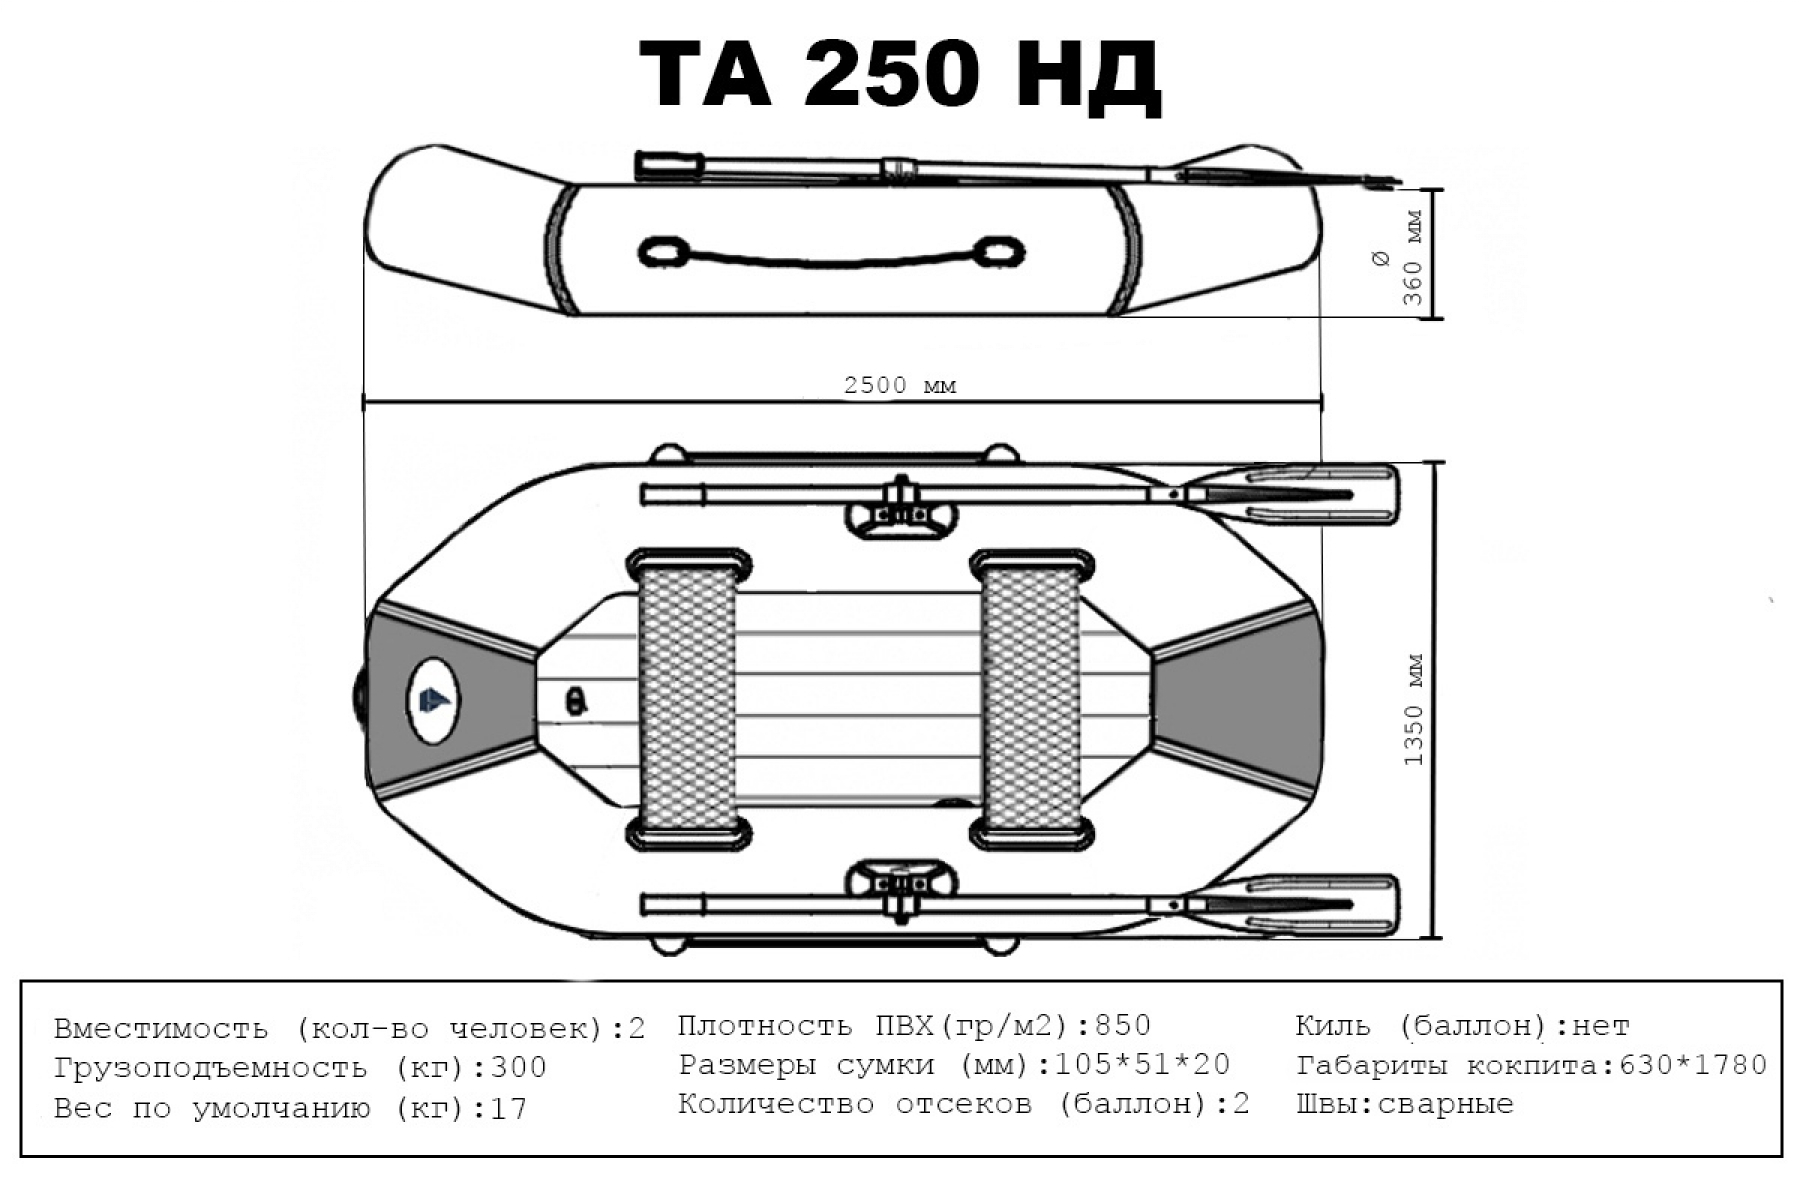 ТА 250 НД
Ø
360 мм
2500 мм
1350 мм
Вместимость (кол-во человек):2
Грузоподъемность (кг):300
Вес по умолчанию (кг):17
Плотность ПВХ(гр/м2):850
Размеры сумки (мм):105*51*20
Количество отсеков (баллон):2
Киль (баллон):нет
Габариты кокпита:630*1780
Швы:сварные